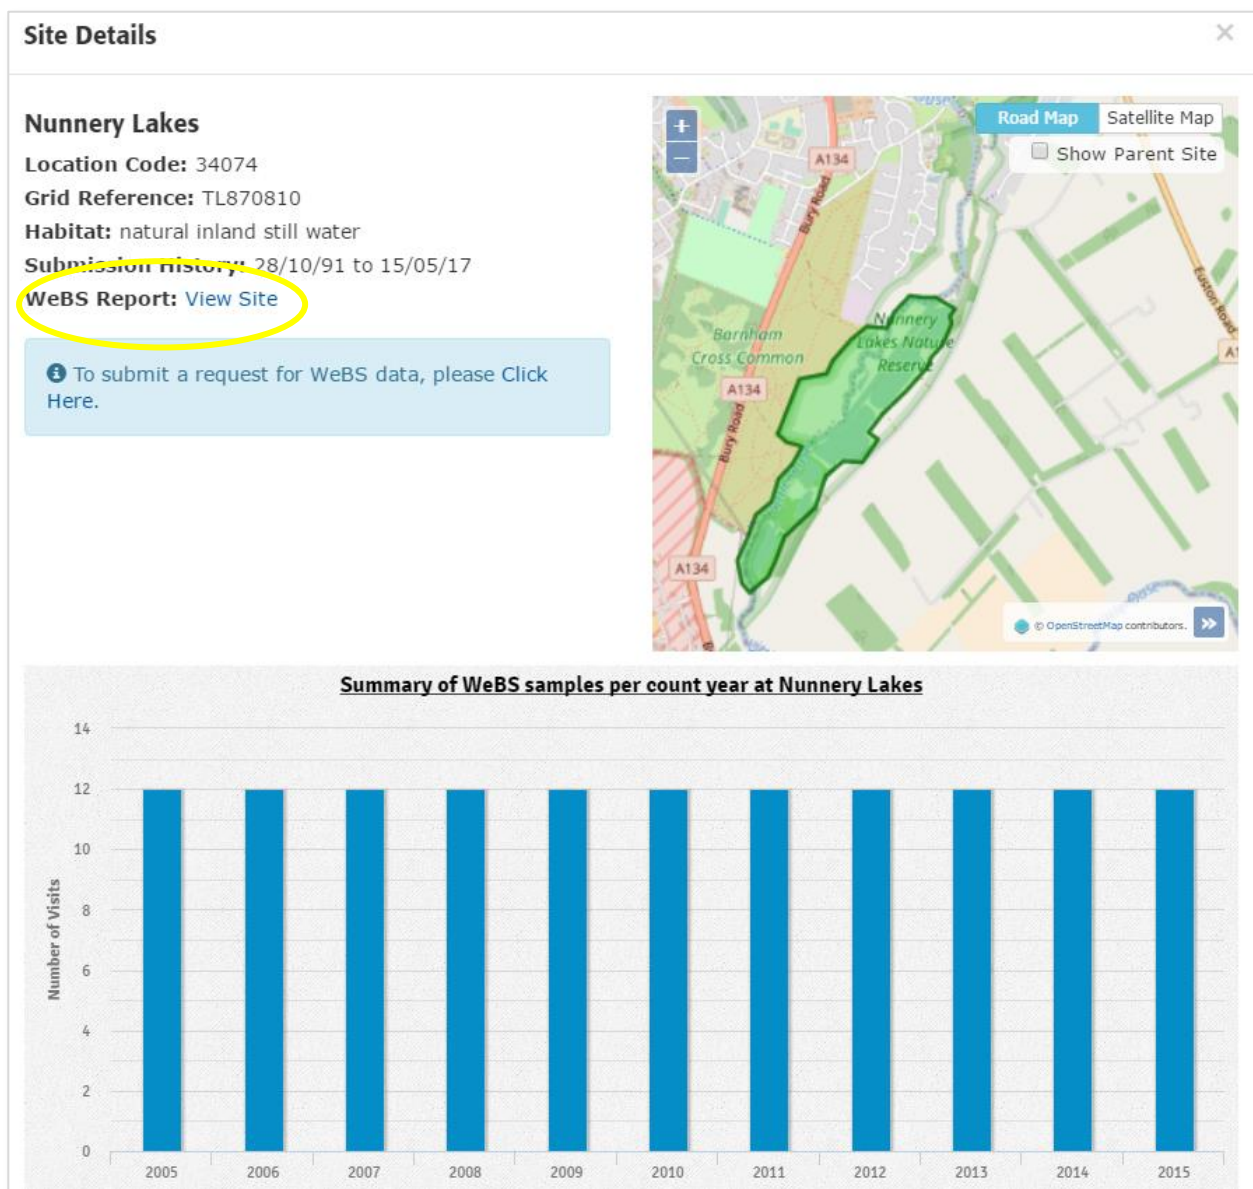 Site Details
×
Nunnery Lakes
Location Code: 34074
Grid Reference: TL870810
Habitat: natural inland still water
Submission History: 28/10/91 to 15/05/17
WeBS Report: View Site
To submit a request for WeBS data, please Click
Here.
+
−
Road Map
Satellite Map
Show Parent Site
A134
Bury Road
Euston Road
Nunnery
Lakes Nature
Reserve
Barnham
Cross Common
A134
Bury Road
A134
© OpenStreetMap contributors.
»
Summary of WeBS samples per count year at Nunnery Lakes
Number of Visits
14
12
10
8
6
4
2
0
2005 2006 2007 2008 2009 2010 2011 2012 2013 2014 2015